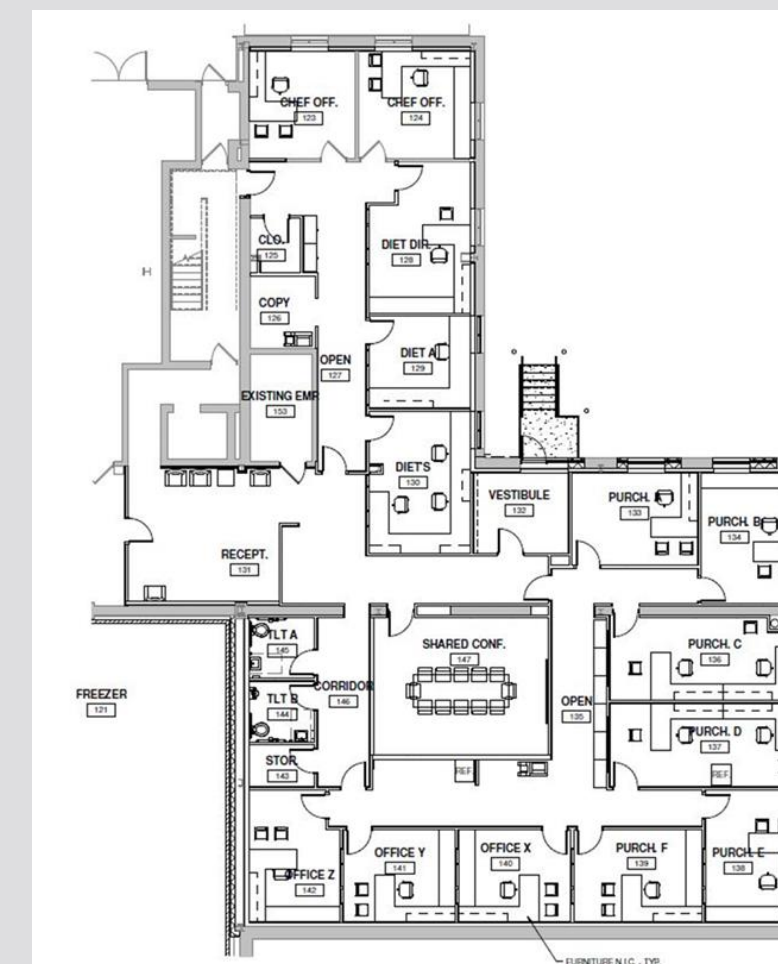 CHEF OFF.
123
CHEF OFF.
124
CLO.
125
DIET DIR.
128
H
COPY
126
DIET A
129
OPEN
127
EXISTING EMR
153
DIET'S
130
VESTIBULE
132
PURCH. A
133
PURCH. B
134
RECEPT.
131
TLT A
145
SHARED CONF.
147
PURCH. C
136
FREEZER
121
TLT B
144
CORRIDOR
146
OPEN
135
PURCH. D
137
STOR.
143
REF.
REF.
OFFICE Y
141
OFFICE X
140
PURCH. F
139
PURCH. E
138
OFFICE Z
142
FURNITURE N.I.C. - TYP.